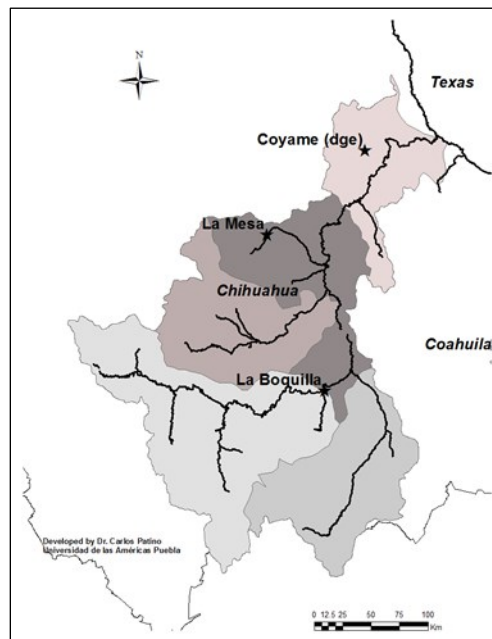 N
Texas
Coyame (dge)
La Mesa
Chihuahua
Coahuila
La Boquilla
Developed by Dr. Carlos Patino
Universidad de las Américas Puebla
0 12.5 25 50 75 100
Km